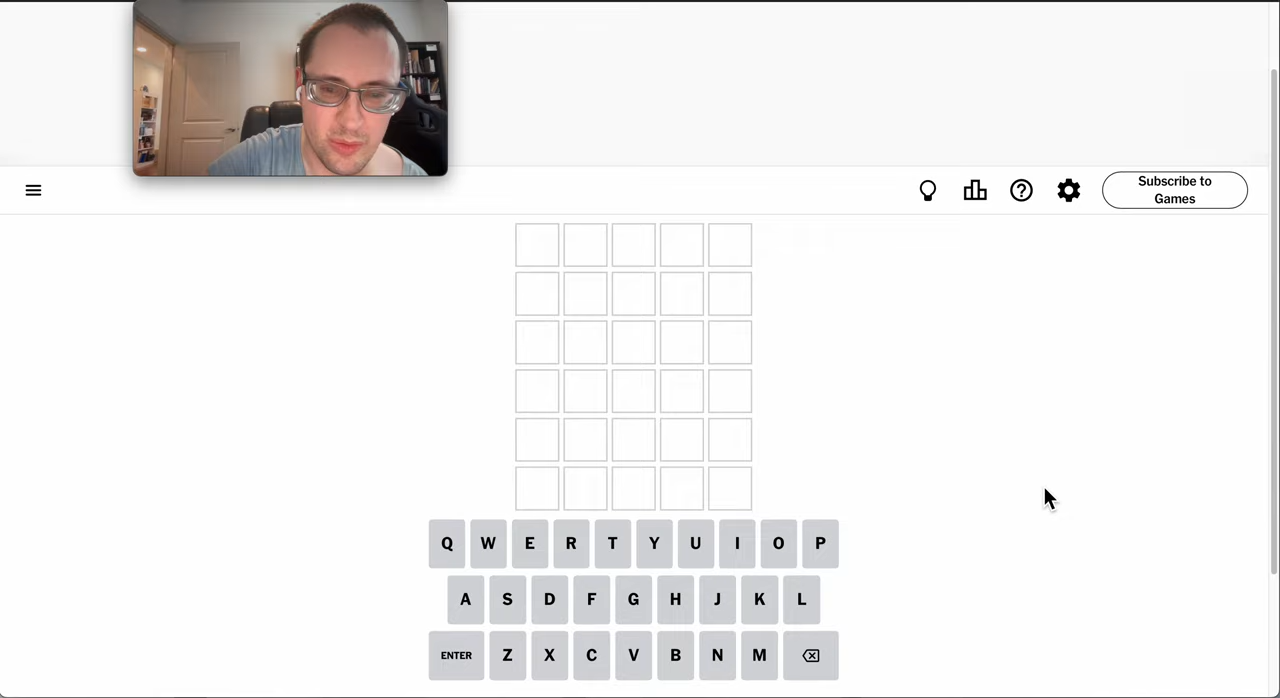 Subscribe to
Games
Q W E R T Y U I O P
A S D F G H J K L
ENTER Z X C V B N M